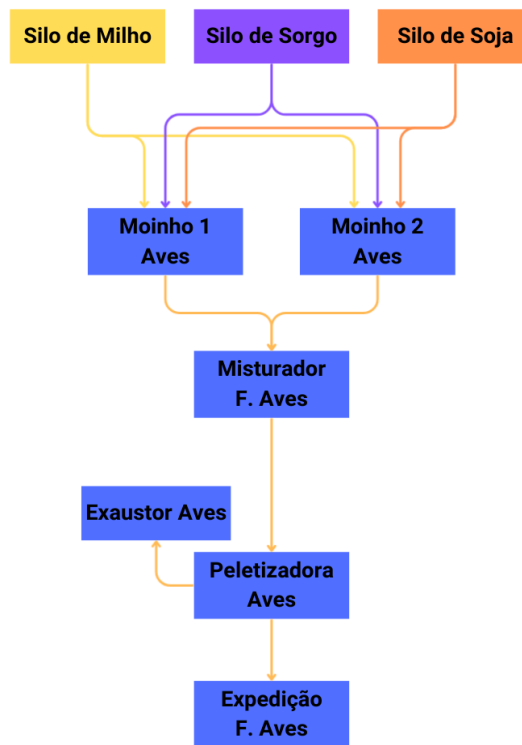 Silo de Milho
Silo de Sorgo
Silo de Soja
Moinho 1
Aves
Moinho 2
Aves
Misturador
F. Aves
Exaustor Aves
Peletizadora
Aves
Expedição
F. Aves